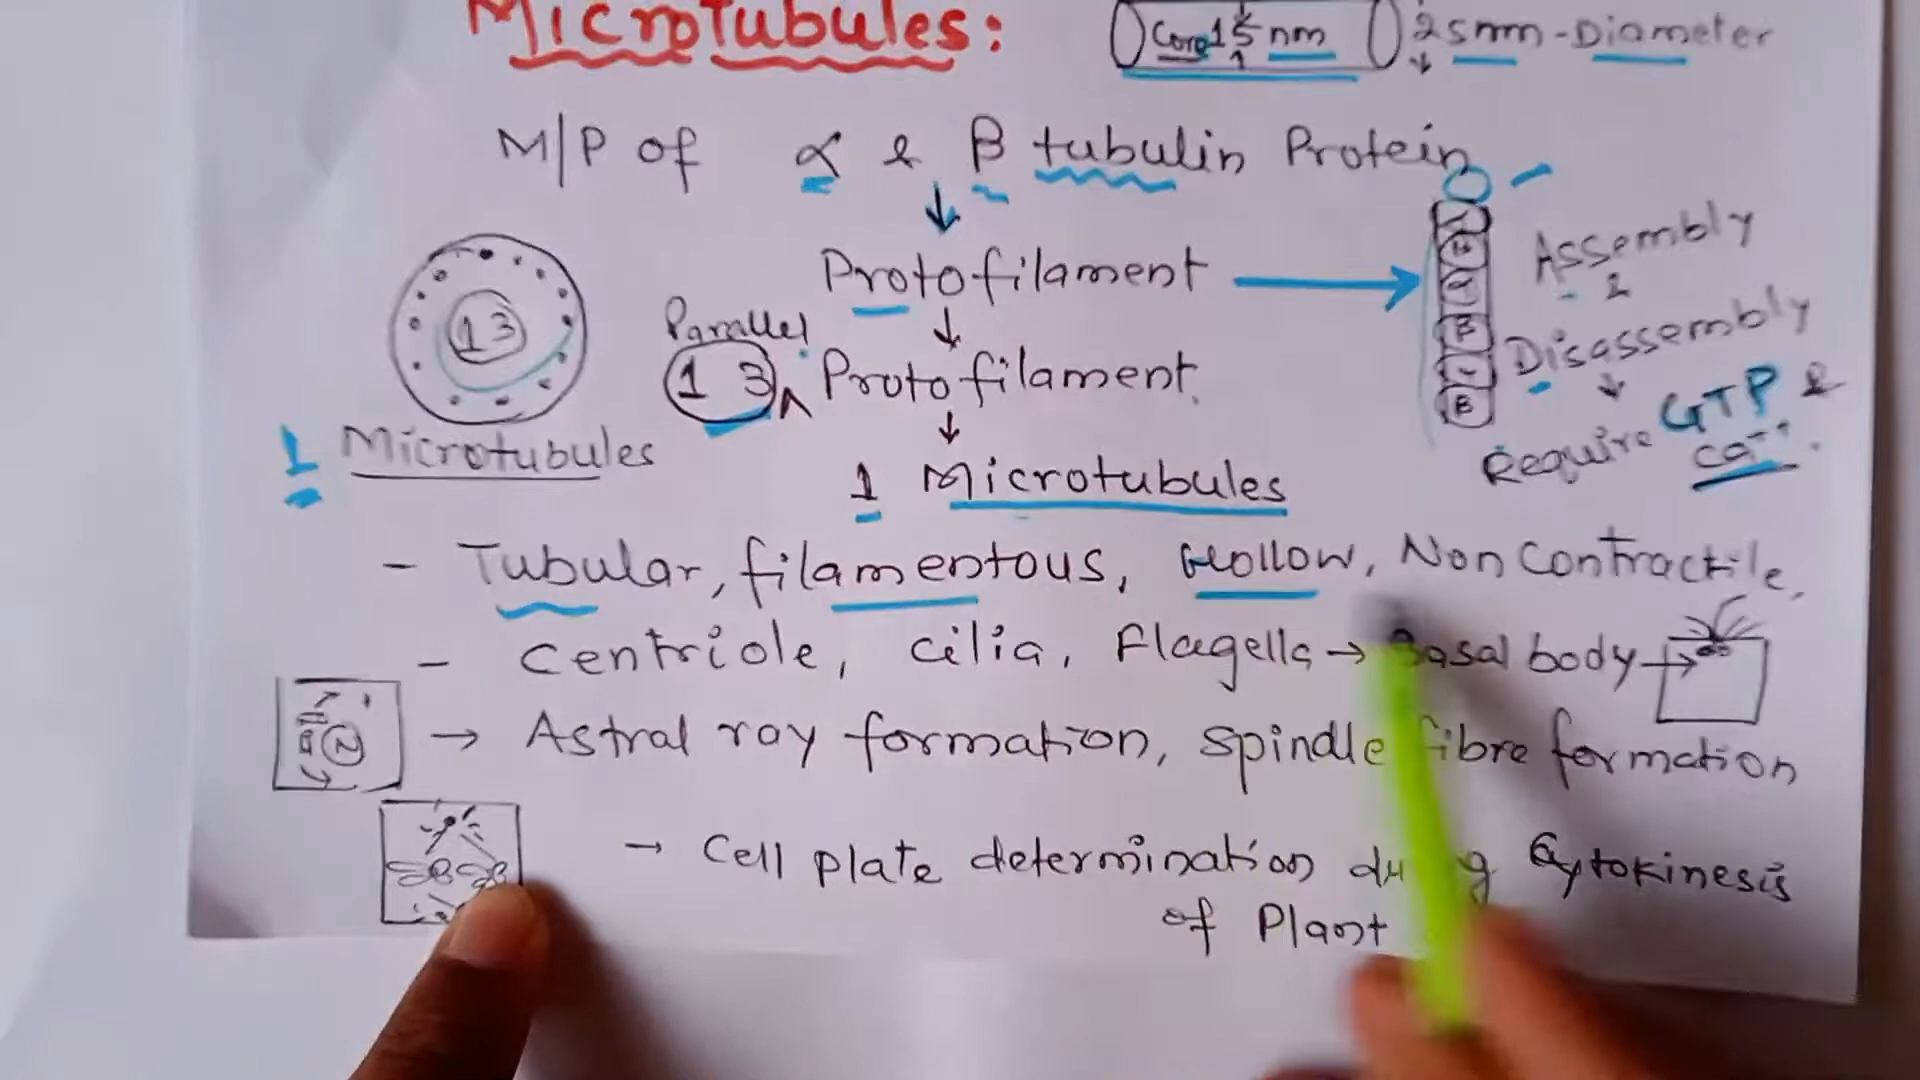 Microtubules:
Core 15 nm 25nm-Diameter
M/P of α & β tubulin Protein
Protofilament
Assembly
&
Disassembly
Require GTP &
Ca++
Parallel
13 Protofilament
13
1 Microtubules
1 Microtubules
- Tubular, filamentous, Hollow, Non Contractile,
- Centriole, cilia, Flagella → Basal body →
→ Astral ray formation, spindle fibre formation
→ Cell plate determination Cytokinesis
of Plant